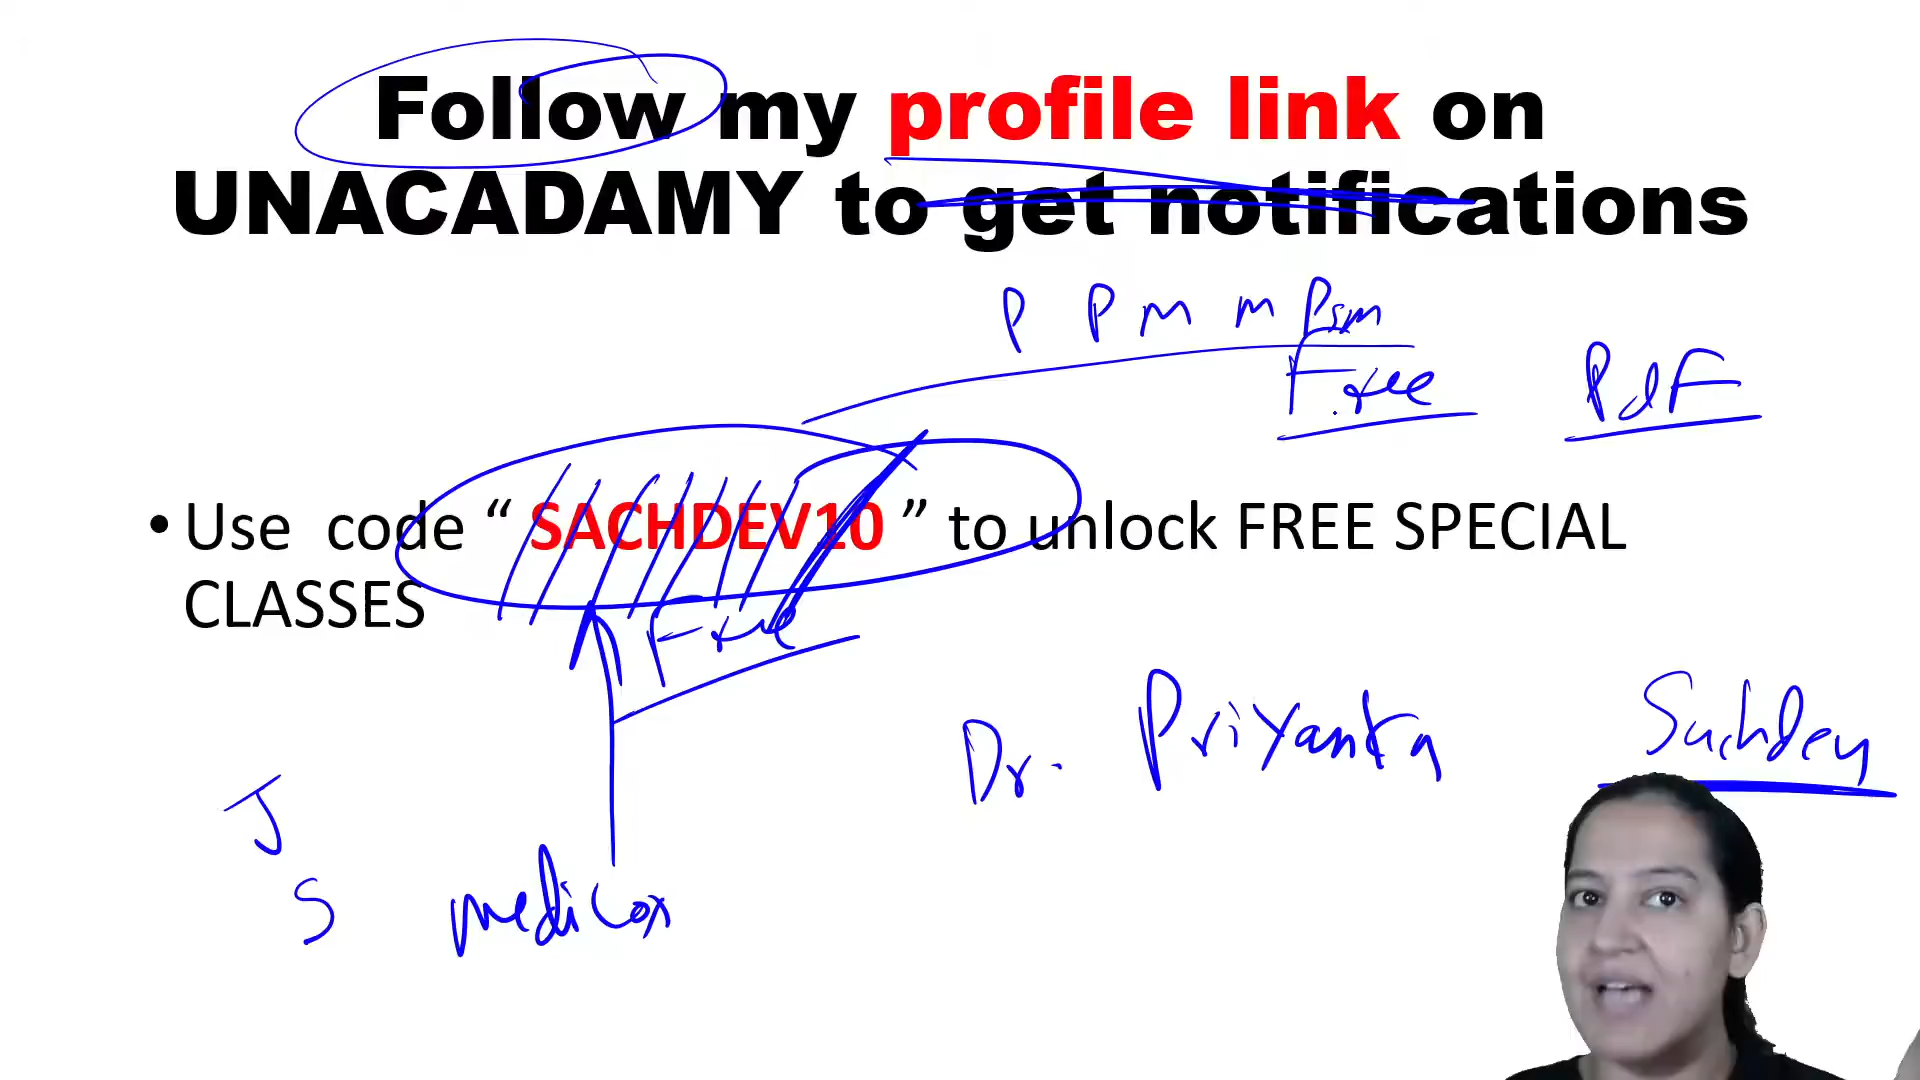 Follow my profile link on
UNACADAMY to get notifications
P P M M PSM
Free PdF
• Use code “ SACHDEV10 ” to unlock FREE SPECIAL
CLASSES
Free
Dr. Priyanka Sachdev
J
S medicox